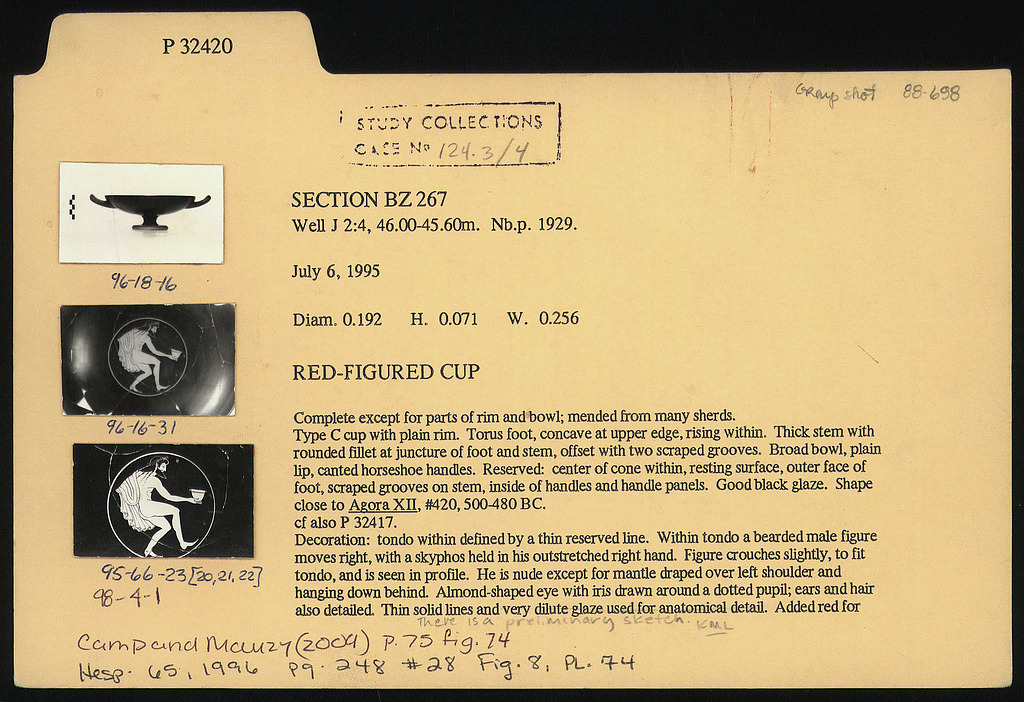 P 32420
Group shot 88-698
STUDY COLLECTIONS
CASE No 124.3/4
SECTION BZ 267
Well J 2:4, 46.00-45.60m. Nb.p. 1929.
July 6, 1995
Diam. 0.192 H. 0.071 W. 0.256
RED-FIGURED CUP
Complete except for parts of rim and bowl; mended from many sherds.
Type C cup with plain rim. Torus foot, concave at upper edge, rising within. Thick stem with
rounded fillet at juncture of foot and stem, offset with two scraped grooves. Broad bowl, plain
lip, canted horseshoe handles. Reserved: center of cone within, resting surface, outer face of
foot, scraped grooves on stem, inside of handles and handle panels. Good black glaze. Shape
close to Agora XII, #420, 500-480 BC.
cf also P 32417.
Decoration: tondo within defined by a thin reserved line. Within tondo a bearded male figure
moves right, with a skyphos held in his outstretched right hand. Figure crouches slightly, to fit
tondo, and is seen in profile. He is nude except for mantle draped over left shoulder and
hanging down behind. Almond-shaped eye with iris drawn around a dotted pupil; ears and hair
also detailed. Thin solid lines and very dilute glaze used for anatomical detail. Added red for
There is a preliminary sketch. KML
96-18-16
96-16-31
95-66-23[20,21,22]
98-4-1
Camp and Mauzy (2009) p. 75 fig. 74
Hesp. 65, 1996 pg. 248 #28 Fig. 8, PL. 74